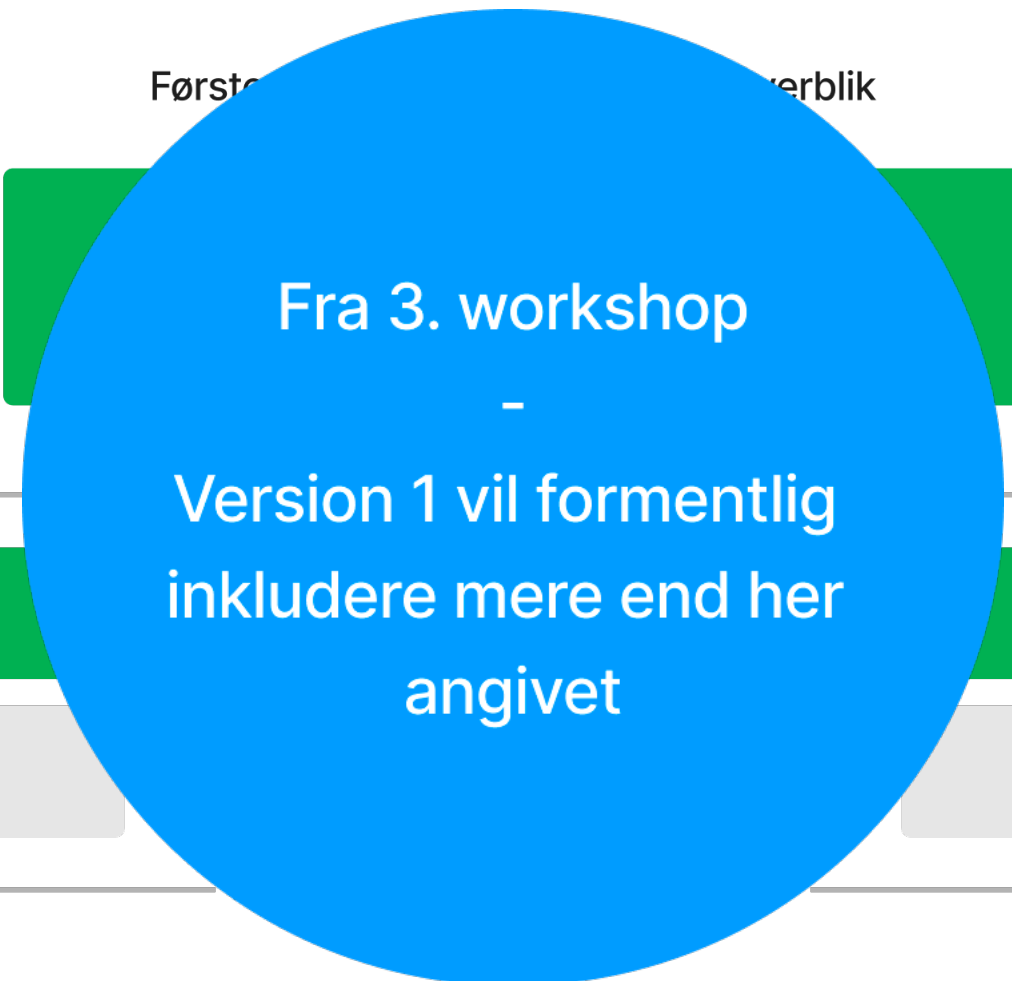 Fra 3. workshop
-
Version 1 vil formentlig
inkludere mere end her
angivet